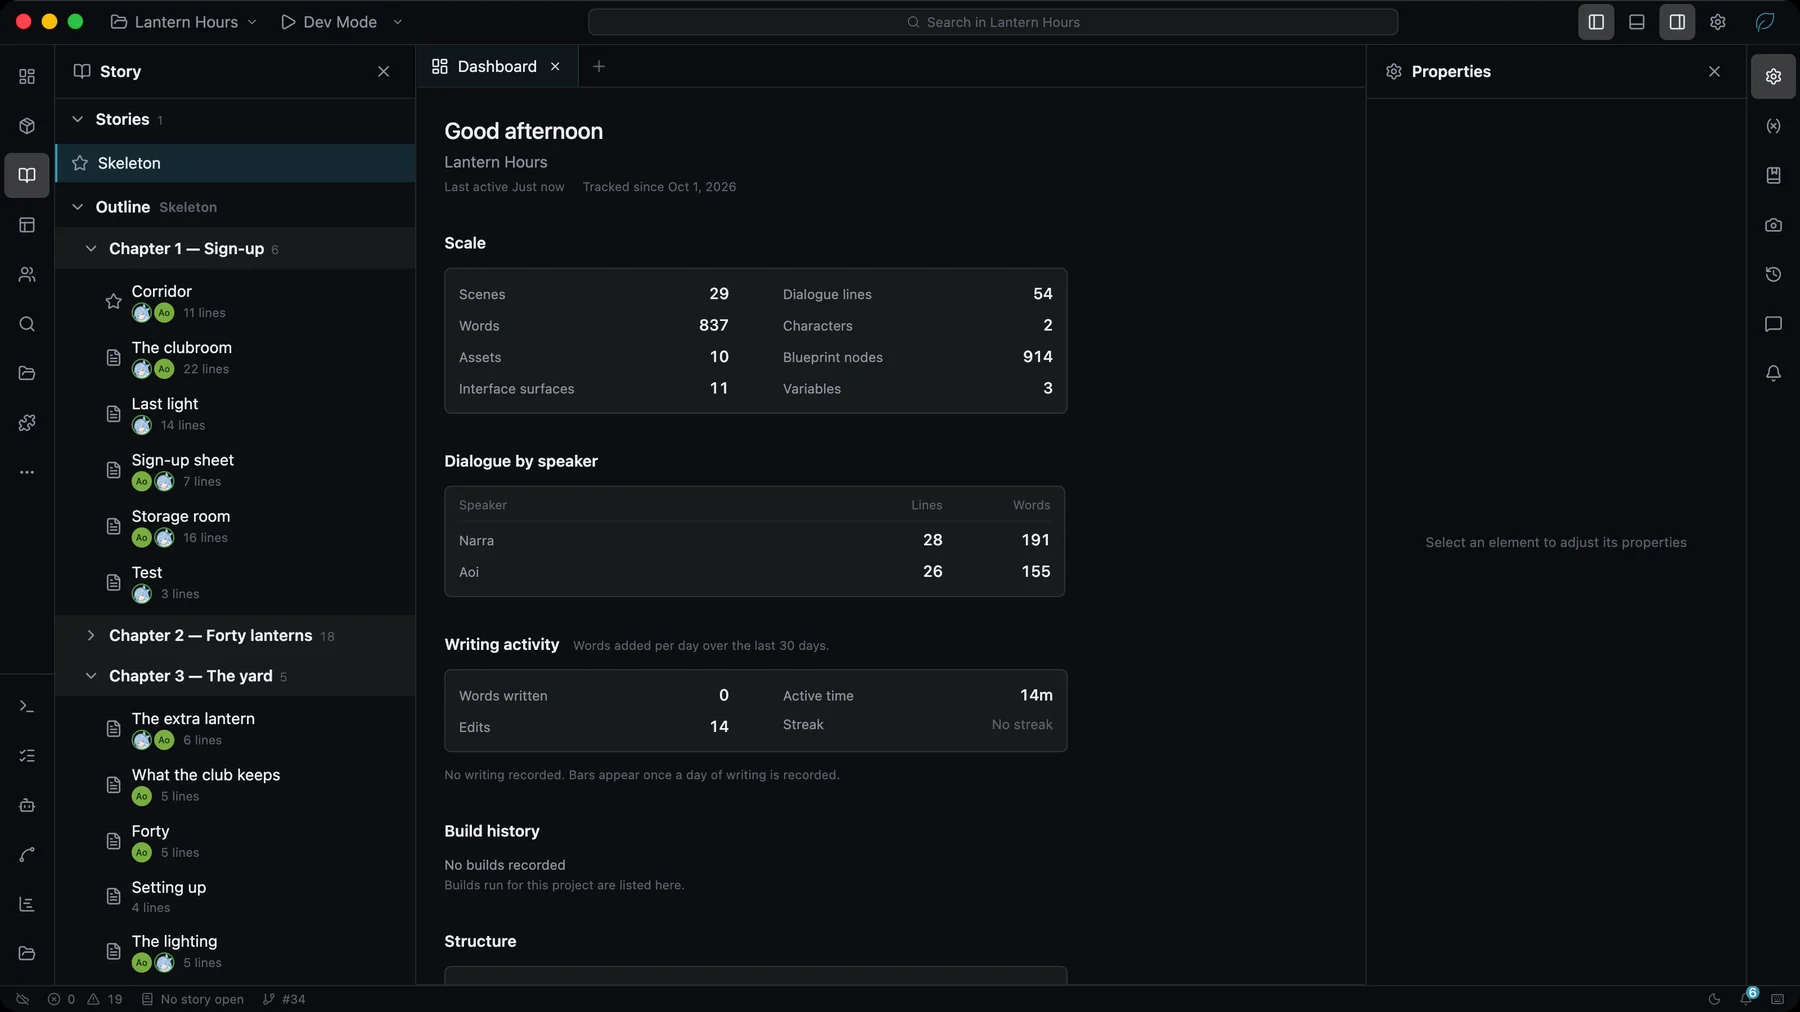 Lantern Hours
Dev Mode
Search in Lantern Hours
Story
Stories 1
Skeleton
Outline Skeleton
Chapter 1 — Sign-up 6
Corridor
Ao 11 lines
The clubroom
Ao 22 lines
Last light
14 lines
Sign-up sheet
Ao 7 lines
Storage room
Ao 16 lines
Test
3 lines
Chapter 2 — Forty lanterns 18
Chapter 3 — The yard 5
The extra lantern
Ao 6 lines
What the club keeps
Ao 5 lines
Forty
Ao 5 lines
Setting up
4 lines
The lighting
Ao 5 lines
Dashboard
Good afternoon
Lantern Hours
Last active Just now Tracked since Oct 1, 2026
Scale
Scenes 29 Dialogue lines 54
Words 837 Characters 2
Assets 10 Blueprint nodes 914
Interface surfaces 11 Variables 3
Dialogue by speaker
Speaker Lines Words
Narra 28 191
Aoi 26 155
Writing activity Words added per day over the last 30 days.
Words written 0 Active time 14m
Edits 14 Streak No streak
No writing recorded. Bars appear once a day of writing is recorded.
Build history
No builds recorded
Builds run for this project are listed here.
Structure
Properties
Select an element to adjust its properties
0 19 No story open #34
6